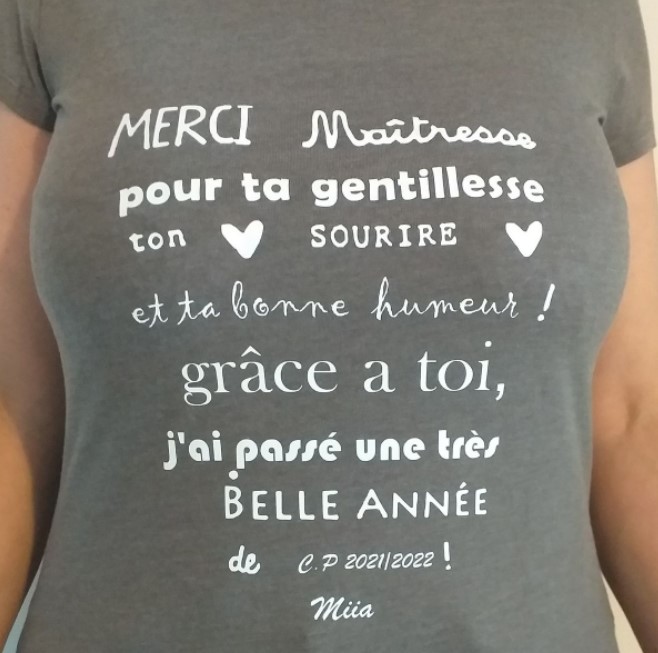 MERCI Maîtresse
pour ta gentillesse
ton SOURIRE
et ta bonne humeur !
grâce a toi,
j'ai passé une très
BELLE ANNÉE
de C.P 2021/2022 !
Miia